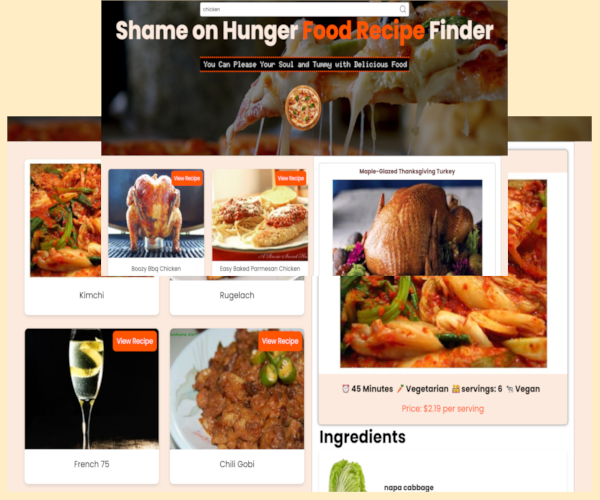 chicken
Shame on Hunger Food Recipe Finder
You Can Please Your Soul and Tummy with Delicious Food
View Recipe
View Recipe
Maple-Glazed Thanksgiving Turkey
Boozy Bbq Chicken
Easy Baked Parmesan Chicken
Kimchi
Rugelach
View Recipe
View Recipe
French 75
Chili Gobi
45 Minutes Vegetarian servings: 6 Vegan
Price: $2.19 per serving
Ingredients
napa cabbage